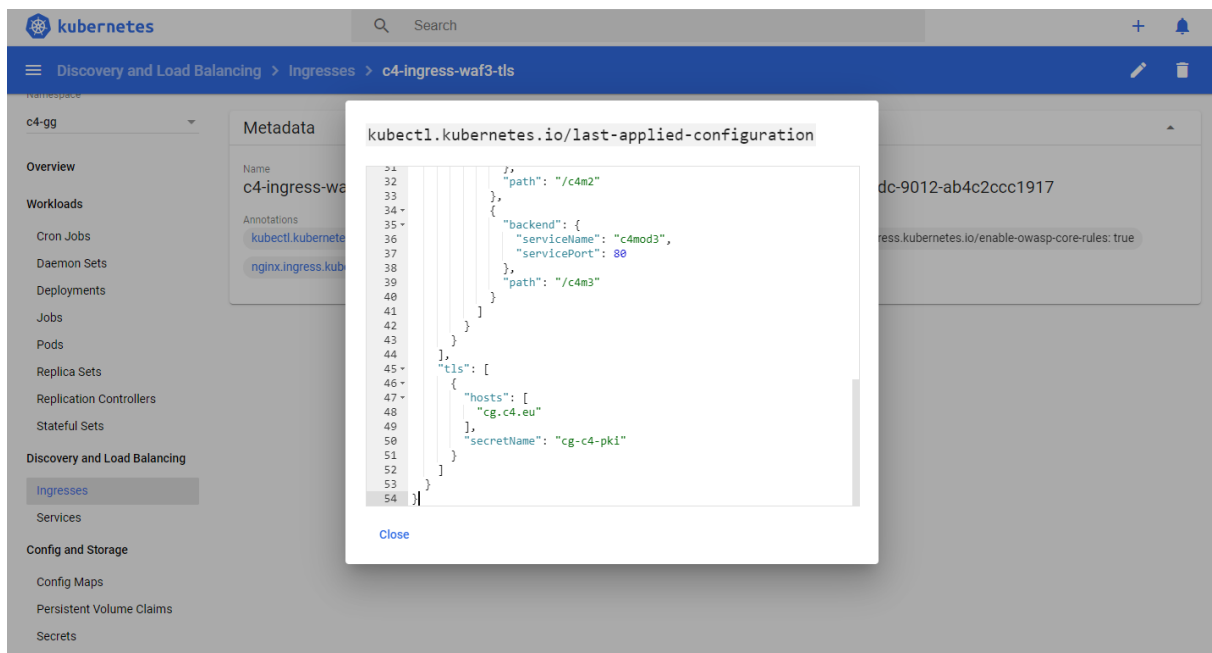 kubernetes
Search
Discovery and Load Balancing > Ingresses > c4-ingress-waf3-tls
Namespace
c4-gg
Overview
Workloads
Cron Jobs
Daemon Sets
Deployments
Jobs
Pods
Replica Sets
Replication Controllers
Stateful Sets
Discovery and Load Balancing
Ingresses
Services
Config and Storage
Config Maps
Persistent Volume Claims
Secrets
Metadata
Name
c4-ingress-wa
dc-9012-ab4c2ccc1917
Annotations
kubectl.kubernete
ress.kubernetes.io/enable-owasp-core-rules: true
nginx.ingress.kub
kubectl.kubernetes.io/last-applied-configuration
31 },
32 "path": "/c4m2"
33 },
34 {
35 "backend": {
36 "serviceName": "c4mod3",
37 "servicePort": 80
38 },
39 "path": "/c4m3"
40 }
41 ]
42 }
43 }
44 ],
45 "tls": [
46 {
47 "hosts": [
48 "cg.c4.eu"
49 ],
50 "secretName": "cg-c4-pki"
51 }
52 ]
53 }
54 }
Close